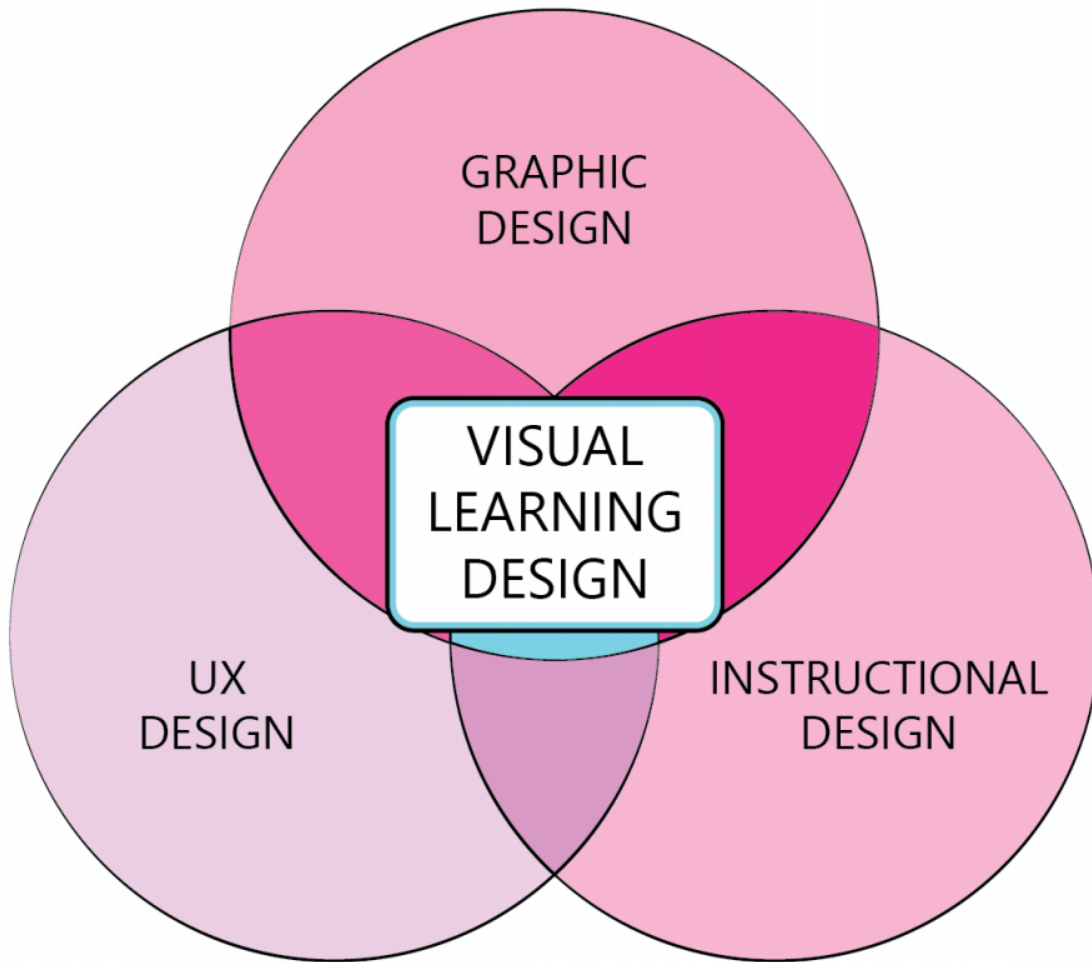 GRAPHIC
DESIGN
VISUAL
LEARNING
DESIGN
UX
DESIGN
INSTRUCTIONAL
DESIGN